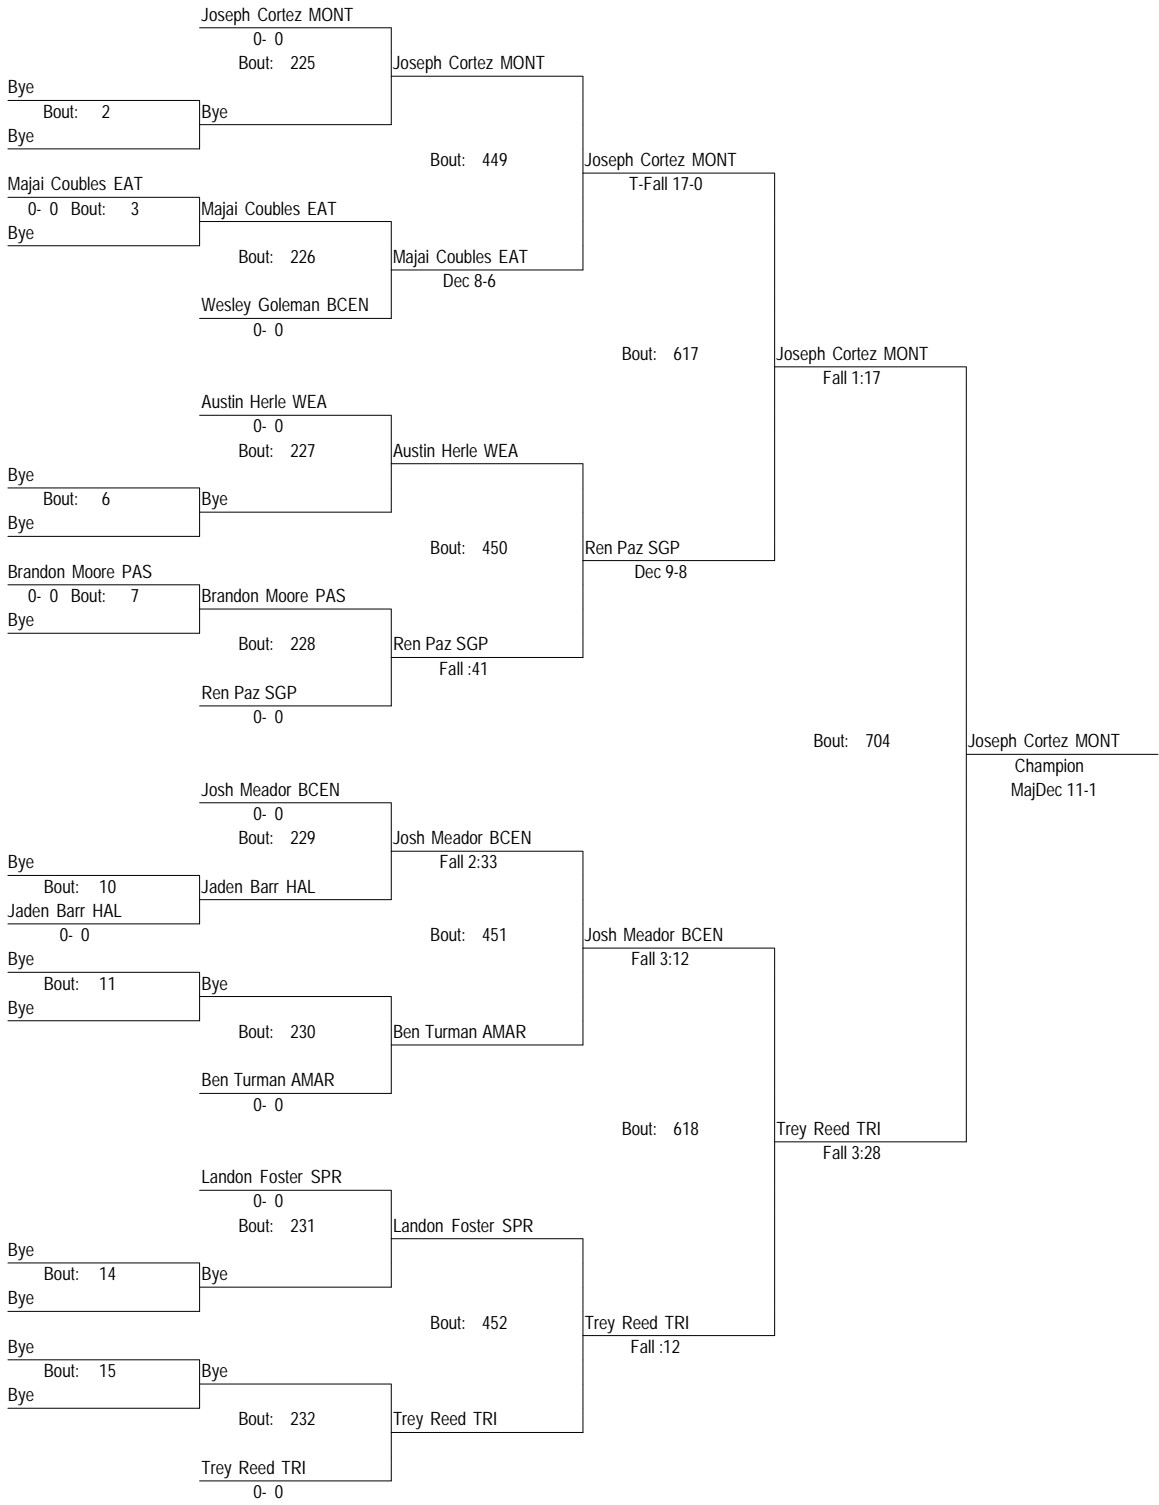 Joseph Cortez MONT
0- 0
Bout: 225
Joseph Cortez MONT
Bye
Bout: 2
Bye
Bye
Bout: 449
Joseph Cortez MONT
T-Fall 17-0
Majai Coubles EAT
0- 0 Bout: 3
Majai Coubles EAT
Bye
Bout: 226
Majai Coubles EAT
Dec 8-6
Wesley Goleman BCEN
0- 0
Bout: 617
Joseph Cortez MONT
Fall 1:17
Austin Herle WEA
0- 0
Bout: 227
Austin Herle WEA
Bye
Bout: 6
Bye
Bye
Bout: 450
Ren Paz SGP
Dec 9-8
Brandon Moore PAS
0- 0 Bout: 7
Brandon Moore PAS
Bye
Bout: 228
Ren Paz SGP
Fall :41
Ren Paz SGP
0- 0
Bout: 704
Joseph Cortez MONT
Champion
MajDec 11-1
Josh Meador BCEN
0- 0
Bout: 229
Josh Meador BCEN
Fall 2:33
Bye
Bout: 10
Jaden Barr HAL
Jaden Barr HAL
0- 0
Bout: 451
Josh Meador BCEN
Fall 3:12
Bye
Bout: 11
Bye
Bye
Bout: 230
Ben Turman AMAR
Ben Turman AMAR
0- 0
Bout: 618
Trey Reed TRI
Fall 3:28
Landon Foster SPR
0- 0
Bout: 231
Landon Foster SPR
Bye
Bout: 14
Bye
Bye
Bout: 452
Trey Reed TRI
Fall :12
Bye
Bout: 15
Bye
Bye
Bout: 232
Trey Reed TRI
Trey Reed TRI
0- 0